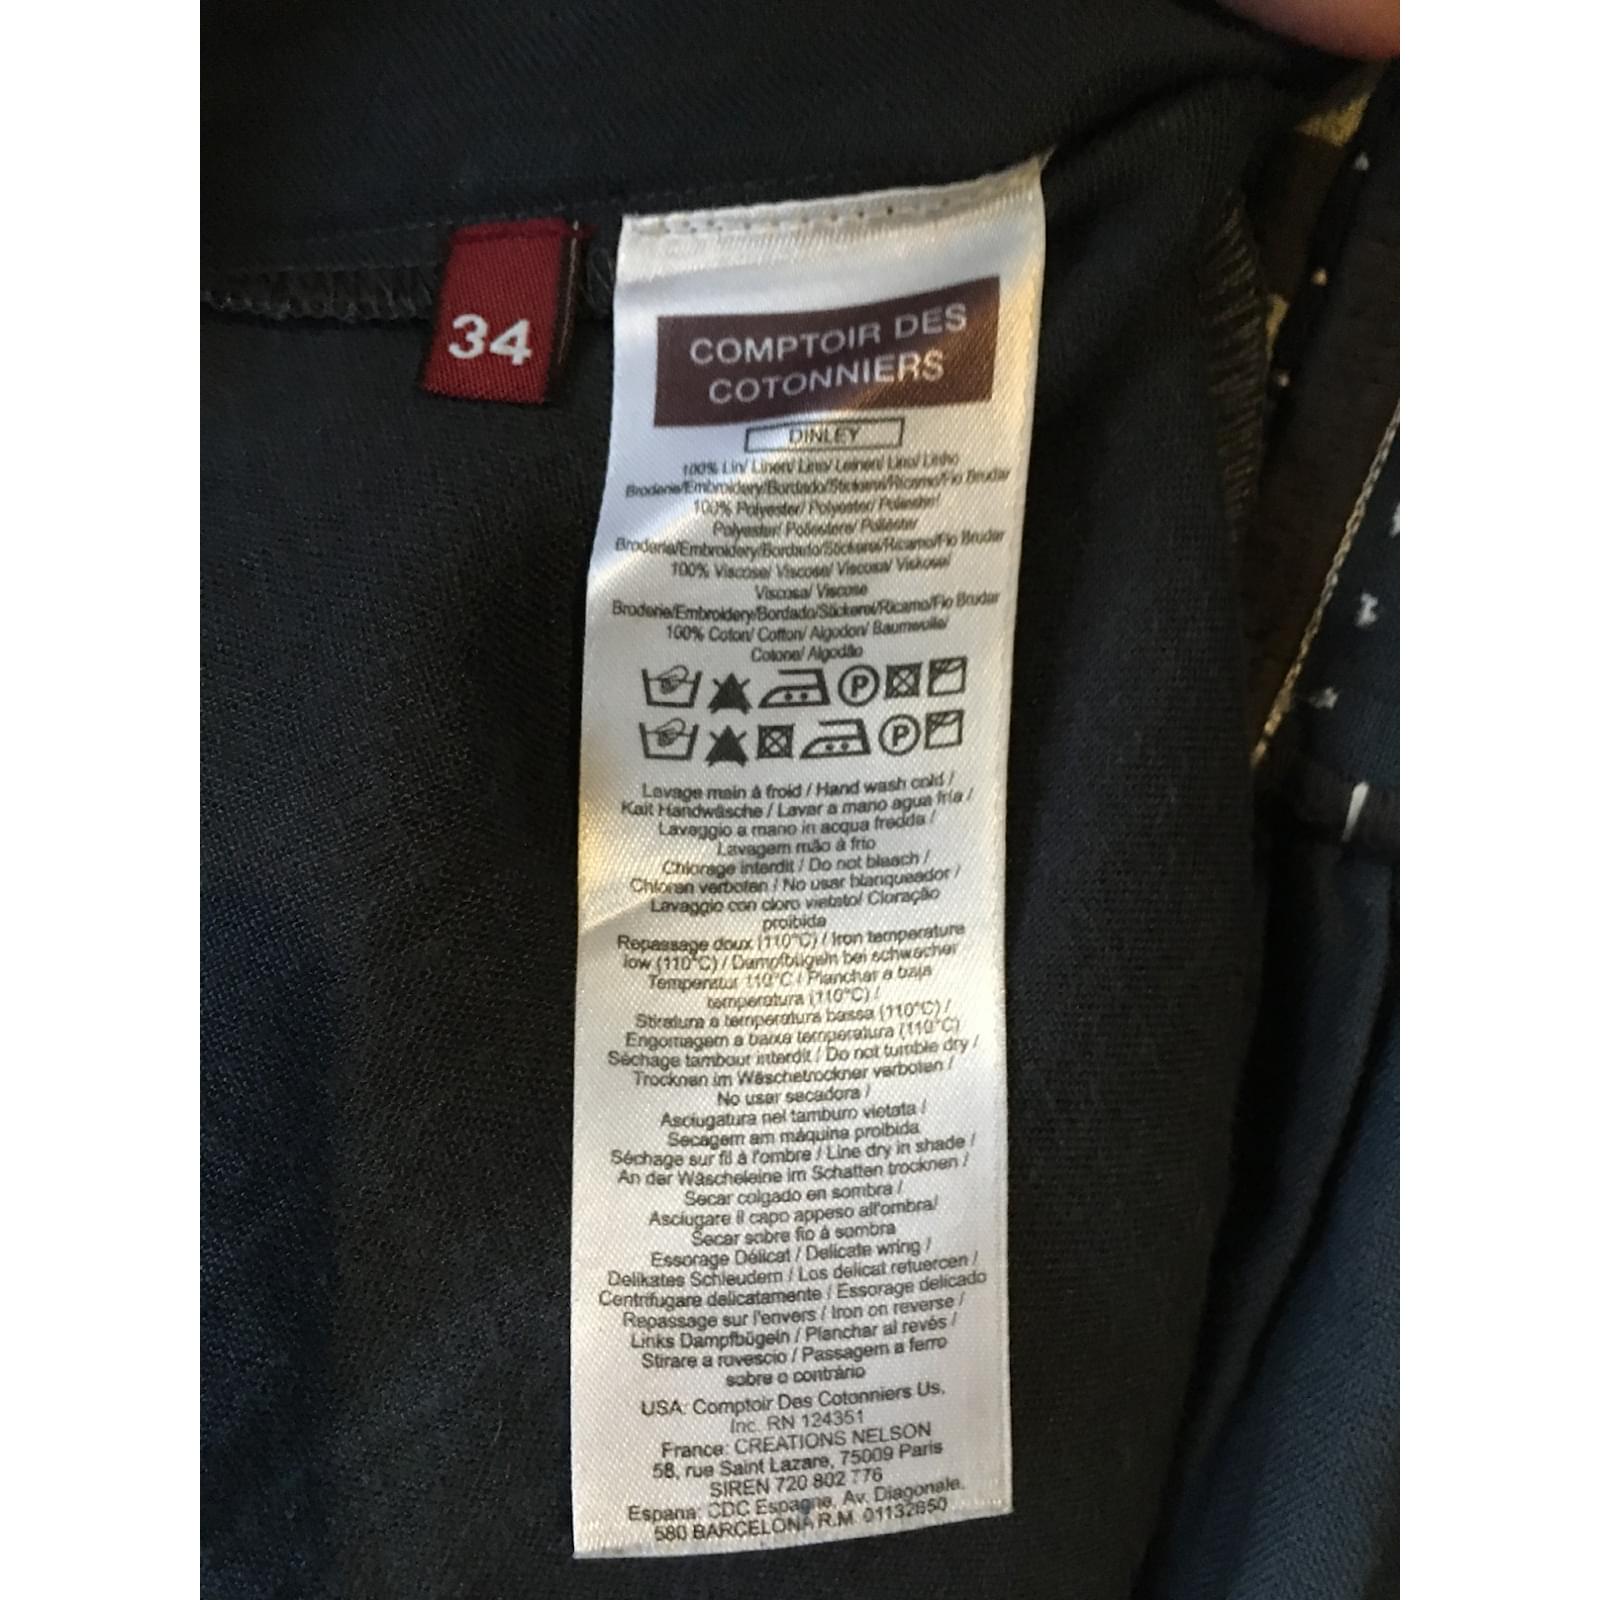 34
COMPTOIR DES
COTONNIERS
DINLEY
100% Lin/ Linen/ Lino/ Leinen/ Lino/ Linho
Broderie/Embroidery/Bordado/Stickerei/Ricamo/Fio Brudar
100% Polyester/ Polyester/ Poliester/
Polyester/ Poliestere/ Poliéster
Broderie/Embroidery/Bordado/Stickerei/Ricamo/Fio Brudar
100% Viscose/ Viscose/ Viscosa/ Viskose/
Viscosa/ Viscose
Broderie/Embroidery/Bordado/Stickerei/Ricamo/Fio Brudar
100% Coton/ Cotton/ Algodon/ Baumwolle/
Cotone/ Algodão
P
P
Lavage main à froid / Hand wash cold /
Kalt Handwäsche / Lavar a mano agua fria /
Lavaggio a mano in acqua fredda /
Lavagem mão à frio
Chlorage interdit / Do not bleach /
Chloren verboten / No usar blanqueador /
Lavaggio con cloro vietato/ Cloração
proibida
Repassage doux (110°C) / Iron temperature
low (110°C) / Dampfbügeln bei schwacher
Temperatur 110°C / Planchar a baja
temperatura (110°C) /
Stiratura a temperatura bassa (110°C) /
Engomagem a baixa temperatura (110°C)
Séchage tambour interdit / Do not tumble dry /
Trocknen im Wäschetrockner verboten /
No usar secadora /
Asciugatura nel tamburo vietata /
Secagem am máquina proibida
Séchage sur fil à l'ombre / Line dry in shade /
An der Wäscheleine im Schatten trocknen /
Secar colgado en sombra /
Asciugare il capo appeso all'ombra/
Secar sobre fio à sombra
Essorage Délicat / Delicate wring /
Delikates Schleudern / Los delicat retuercen /
Centrifugare delicatamente / Essorage delicado
Repassage sur l'envers / Iron on reverse /
Links Dampfbügeln / Planchar al revés /
Stirare a rovescio / Passagem a ferro
sobre o contrário
USA: Comptoir Des Cotonniers Us,
Inc. RN 124351
France: CREATIONS NELSON
58, rue Saint Lazare, 75009 Paris
SIREN 720 802 776
Espana: CDC Espagne, Av. Diagonale,
580 BARCELONA R.M. 01132650